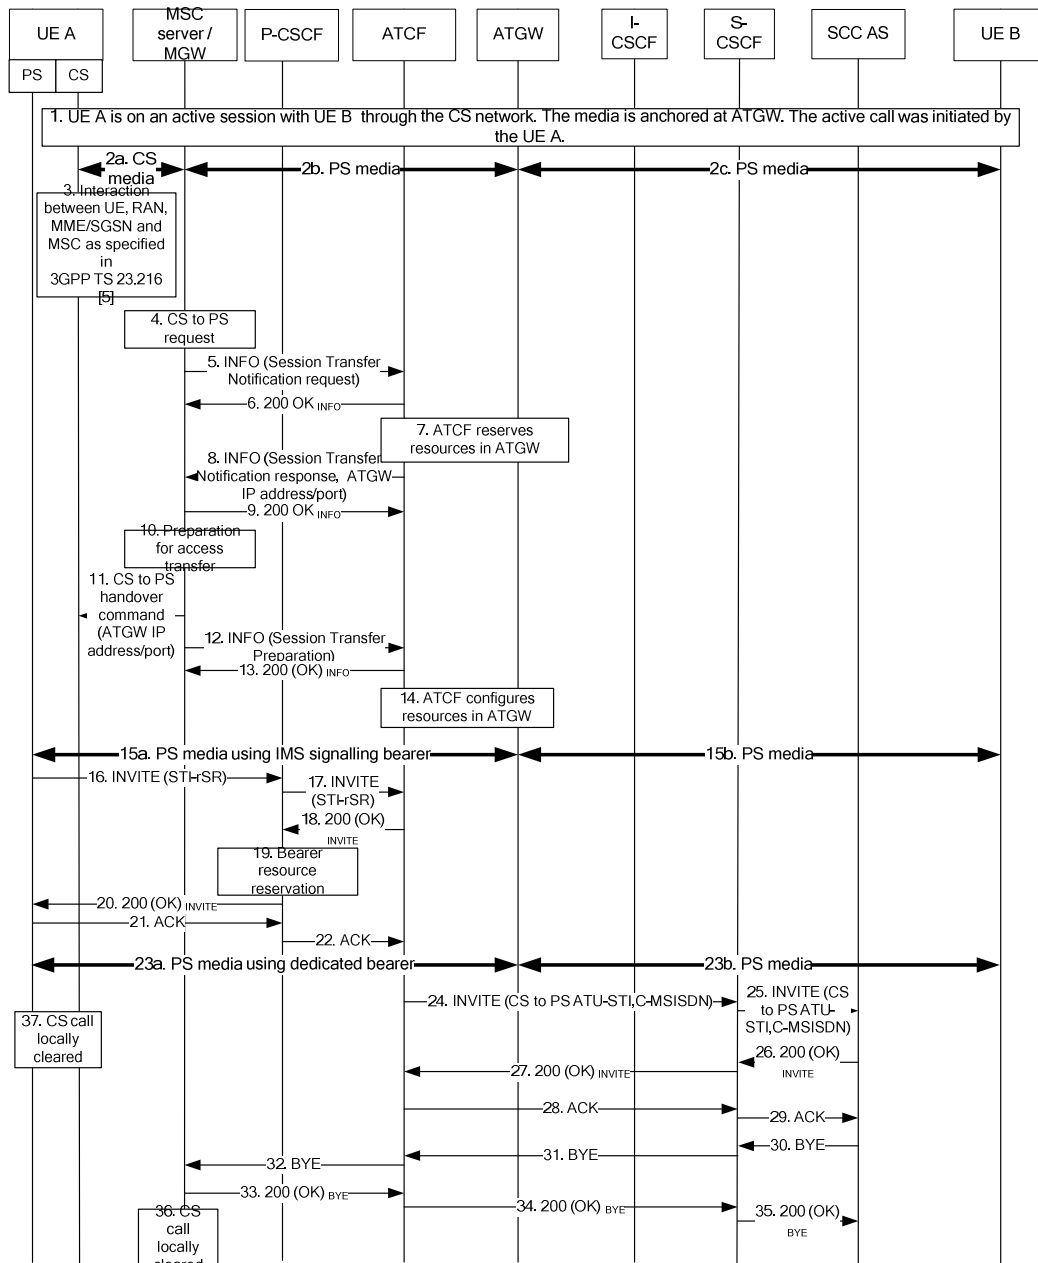 UE A
MSC
server /
MGW
P-CSCF
ATCF
ATGW
I-
CSCF
S-
CSCF
SCC AS
UE B
PS
CS
1. UE A is on an active session with UE B through the CS network. The media is anchored at ATGW. The active call was initiated by
the UE A.
2a. CS
media
2b. PS media
2c. PS media
3. Interaction
between UE, RAN,
MME/SGSN and
MSC as specified
in
3GPP TS 23.216
[5]
4. CS to PS
request
5. INFO (Session Transfer
Notification request)
6. 200 OK INFO
7. ATCF reserves
resources in ATGW
8. INFO (Session Transfer
Notification response, ATGW
IP address/port)
9. 200 OK INFO
10. Preparation
for access
transfer
11. CS to PS
handover
command
(ATGW IP
address/port)
12. INFO (Session Transfer
Preparation)
13. 200 (OK) INFO
14. ATCF configures
resources in ATGW
15a. PS media using IMS signalling bearer
15b. PS media
16. INVITE (STI-rSR)
17. INVITE
(STI-rSR)
18. 200 (OK)
INVITE
19. Bearer
resource
reservation
20. 200 (OK) INVITE
21. ACK
22. ACK
23a. PS media using dedicated bearer
23b. PS media
24. INVITE (CS to PS ATU-STI,C-MSISDN)
25. INVITE (CS
to PS ATU-
STI,C-MSISDN)
37. CS call
locally
cleared
26. 200 (OK)
INVITE
27. 200 (OK) INVITE
28. ACK
29. ACK
30. BYE
31. BYE
32. BYE
33. 200 (OK) BYE
34. 200 (OK) BYE
35. 200 (OK)
BYE
36. CS
call
locally
cleared